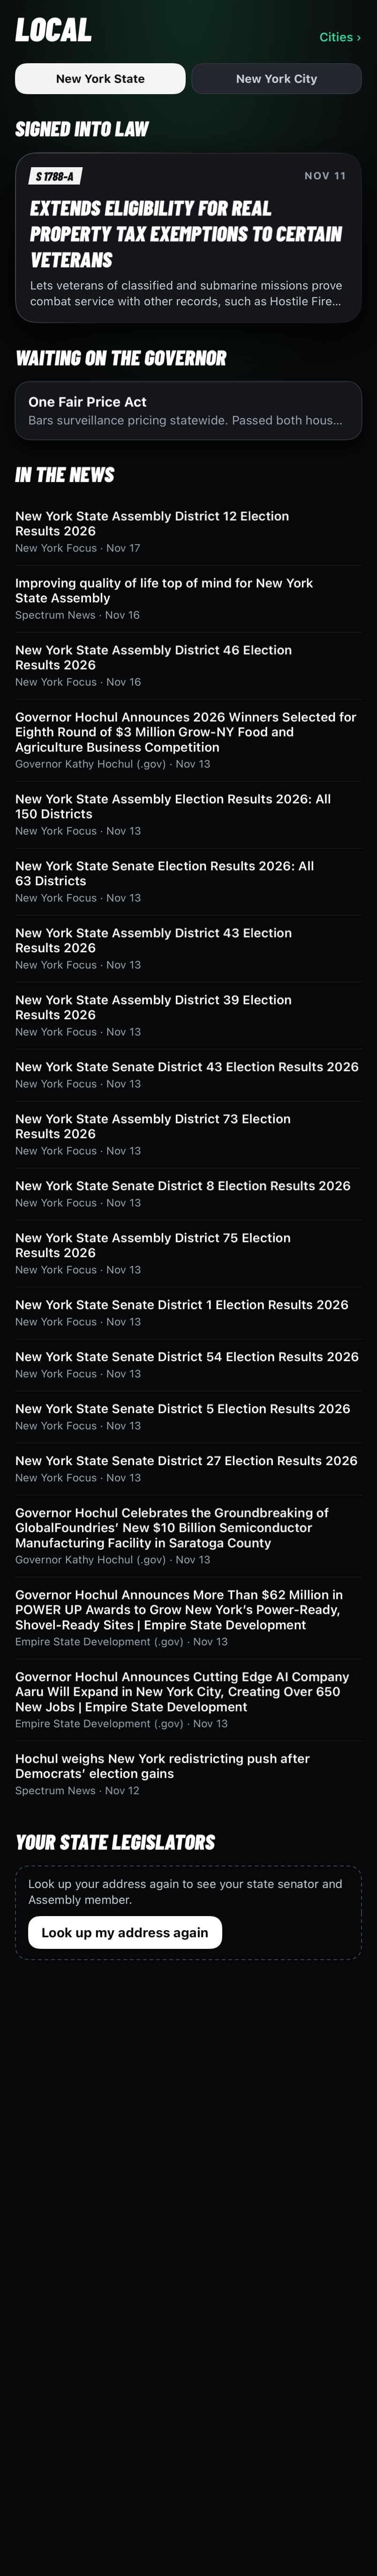 LOCAL
Cities ›
New York State
New York City
SIGNED INTO LAW
S 1788-A
NOV 11
EXTENDS ELIGIBILITY FOR REAL
PROPERTY TAX EXEMPTIONS TO CERTAIN
VETERANS
Lets veterans of classified and submarine missions prove
combat service with other records, such as Hostile Fire…
WAITING ON THE GOVERNOR
One Fair Price Act
Bars surveillance pricing statewide. Passed both hous…
IN THE NEWS
New York State Assembly District 12 Election
Results 2026
New York Focus · Nov 17
Improving quality of life top of mind for New York
State Assembly
Spectrum News · Nov 16
New York State Assembly District 46 Election
Results 2026
New York Focus · Nov 16
Governor Hochul Announces 2026 Winners Selected for
Eighth Round of $3 Million Grow-NY Food and
Agriculture Business Competition
Governor Kathy Hochul (.gov) · Nov 13
New York State Assembly Election Results 2026: All
150 Districts
New York Focus · Nov 13
New York State Senate Election Results 2026: All
63 Districts
New York Focus · Nov 13
New York State Assembly District 43 Election
Results 2026
New York Focus · Nov 13
New York State Assembly District 39 Election
Results 2026
New York Focus · Nov 13
New York State Senate District 43 Election Results 2026
New York Focus · Nov 13
New York State Assembly District 73 Election
Results 2026
New York Focus · Nov 13
New York State Senate District 8 Election Results 2026
New York Focus · Nov 13
New York State Assembly District 75 Election
Results 2026
New York Focus · Nov 13
New York State Senate District 1 Election Results 2026
New York Focus · Nov 13
New York State Senate District 54 Election Results 2026
New York Focus · Nov 13
New York State Senate District 5 Election Results 2026
New York Focus · Nov 13
New York State Senate District 27 Election Results 2026
New York Focus · Nov 13
Governor Hochul Celebrates the Groundbreaking of
GlobalFoundries’ New $10 Billion Semiconductor
Manufacturing Facility in Saratoga County
Governor Kathy Hochul (.gov) · Nov 13
Governor Hochul Announces More Than $62 Million in
POWER UP Awards to Grow New York’s Power-Ready,
Shovel-Ready Sites | Empire State Development
Empire State Development (.gov) · Nov 13
Governor Hochul Announces Cutting Edge AI Company
Aaru Will Expand in New York City, Creating Over 650
New Jobs | Empire State Development
Empire State Development (.gov) · Nov 13
Hochul weighs New York redistricting push after
Democrats’ election gains
Spectrum News · Nov 12
YOUR STATE LEGISLATORS
Look up your address again to see your state senator and
Assembly member.
Look up my address again